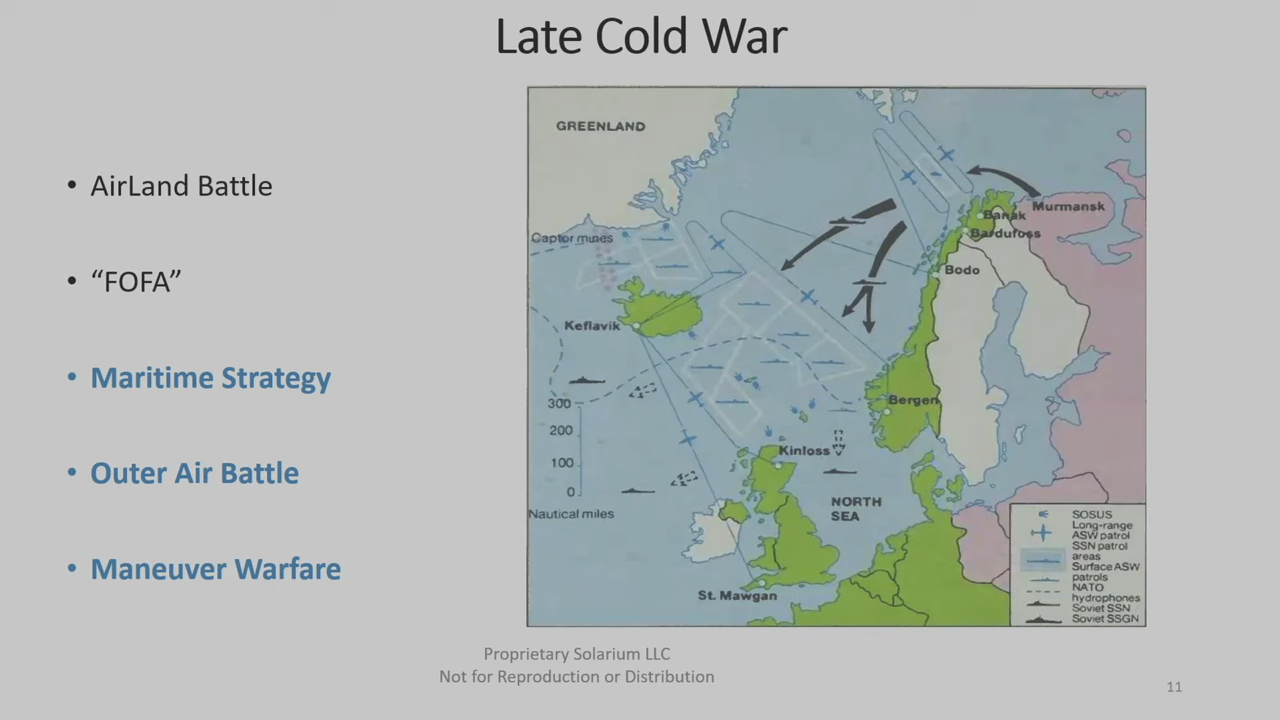 Late Cold War
• AirLand Battle
• “FOFA”
• Maritime Strategy
• Outer Air Battle
• Maneuver Warfare
GREENLAND
Murmansk
Banak
Bardufoss
Captor mines
Bodo
Keflavik
Bergen
300
200
100
0
Nautical miles
Kinloss
NORTH
SEA
St. Mawgan
SOSUS
Long-range
ASW patrol
SSN patrol
areas
Surface ASW
patrols
NATO
hydrophones
Soviet SSN
Soviet SSGN
Proprietary Solarium LLC
Not for Reproduction or Distribution
11